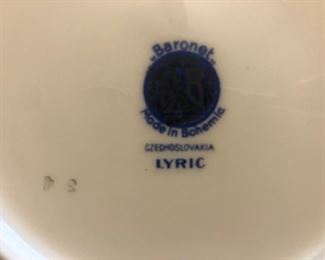 „Baronet"
Made in Bohemia
CZECHOSLOVAKIA
LYRIC